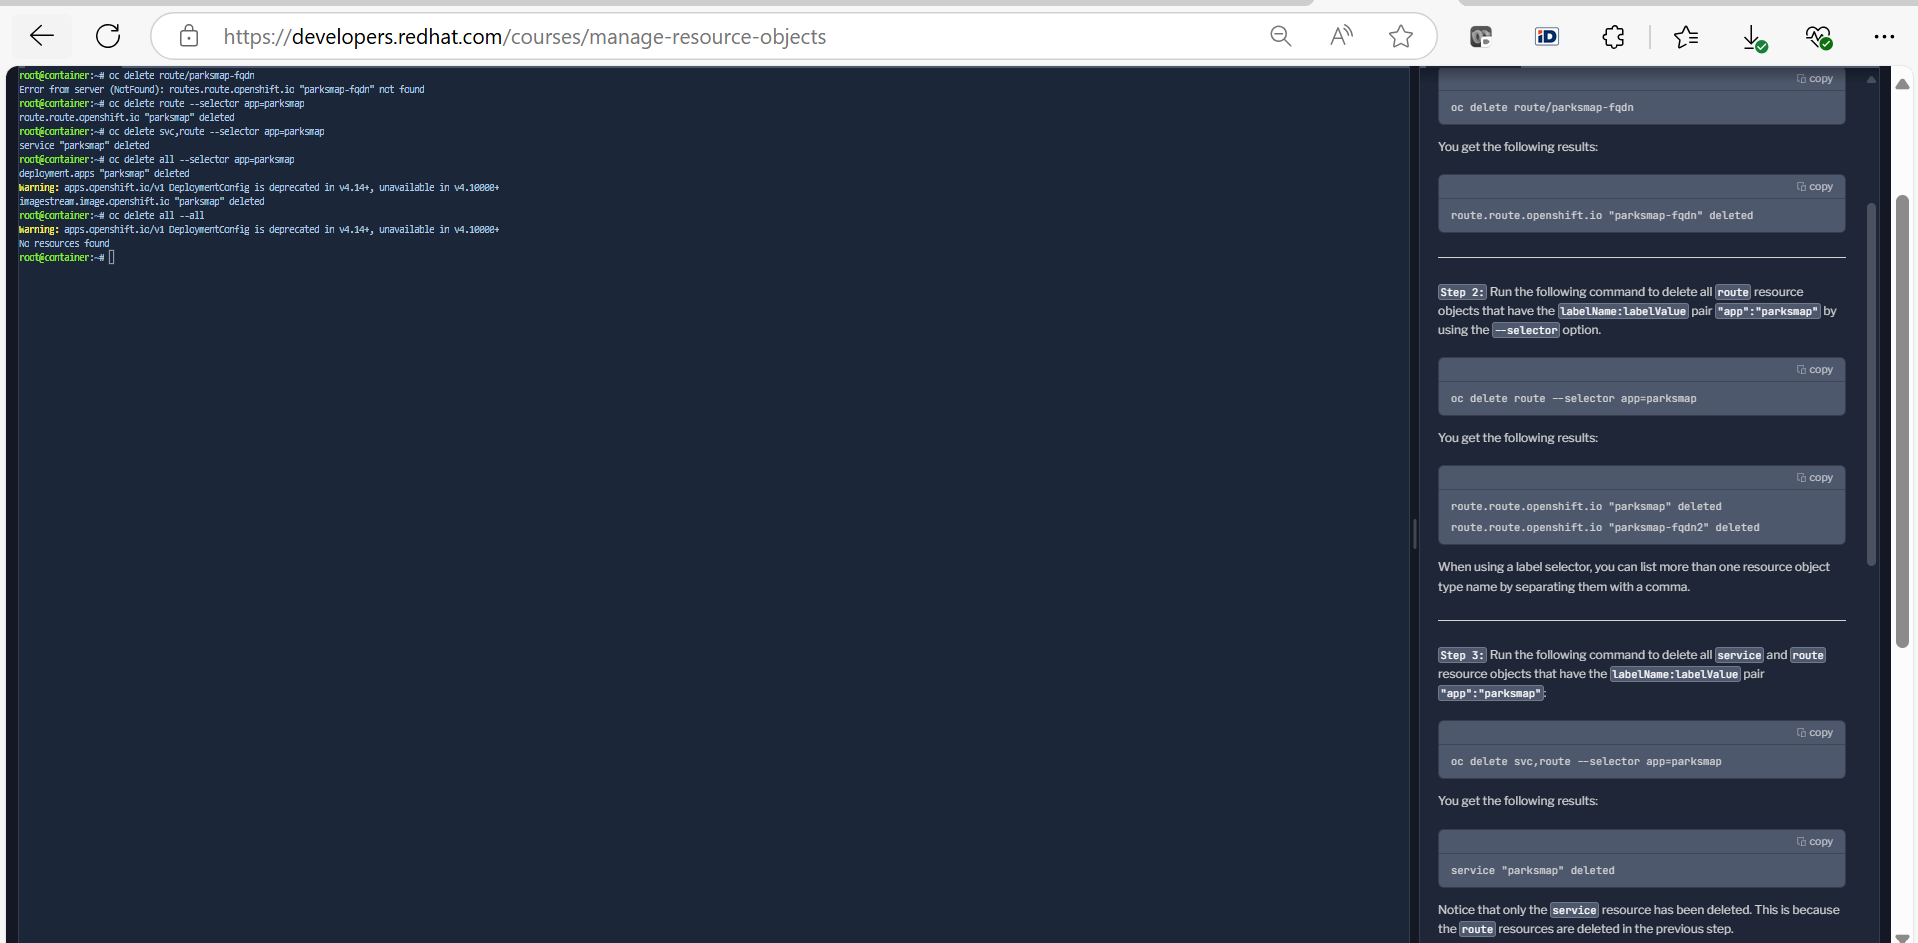 https://developers.redhat.com/courses/manage-resource-objects
root@container:~# oc delete route/parksmap-fqdn
Error from server (NotFound): routes.route.openshift.io "parksmap-fqdn" not found
root@container:~# oc delete route --selector app=parksmap
route.route.openshift.io "parksmap" deleted
root@container:~# oc delete svc,route --selector app=parksmap
service "parksmap" deleted
root@container:~# oc delete all --selector app=parksmap
deployment.apps "parksmap" deleted
Warning: apps.openshift.io/v1 DeploymentConfig is deprecated in v4.14+, unavailable in v4.10000+
imagestream.image.openshift.io "parksmap" deleted
root@container:~# oc delete all --all
Warning: apps.openshift.io/v1 DeploymentConfig is deprecated in v4.14+, unavailable in v4.10000+
No resources found
root@container:~#
copy
oc delete route/parksmap-fqdn
You get the following results:
copy
route.route.openshift.io "parksmap-fqdn" deleted
Step 2: Run the following command to delete all route resource
objects that have the labelName:labelValue pair "app":"parksmap" by
using the --selector option.
copy
oc delete route --selector app=parksmap
You get the following results:
copy
route.route.openshift.io "parksmap" deleted
route.route.openshift.io "parksmap-fqdn2" deleted
When using a label selector, you can list more than one resource object
type name by separating them with a comma.
Step 3: Run the following command to delete all service and route
resource objects that have the labelName:labelValue pair
"app":"parksmap":
copy
oc delete svc,route --selector app=parksmap
You get the following results:
copy
service "parksmap" deleted
Notice that only the service resource has been deleted. This is because
the route resources are deleted in the previous step.